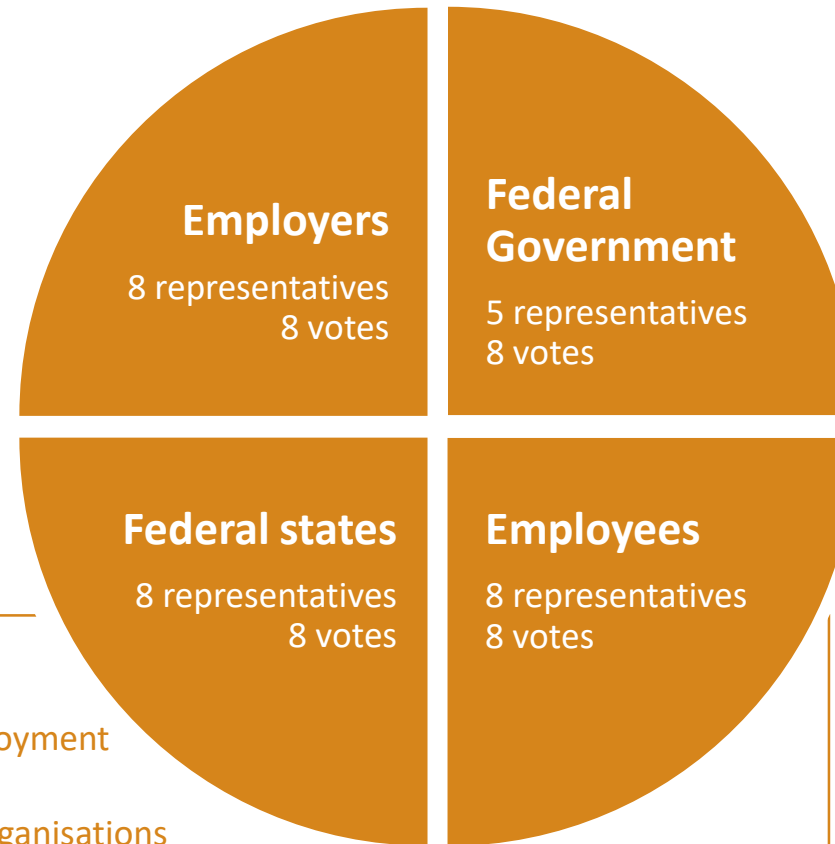 Employers
8 representatives
8 votes
Federal
Government
5 representatives
8 votes
Federal states
8 representatives
8 votes
Employees
8 representatives
8 votes